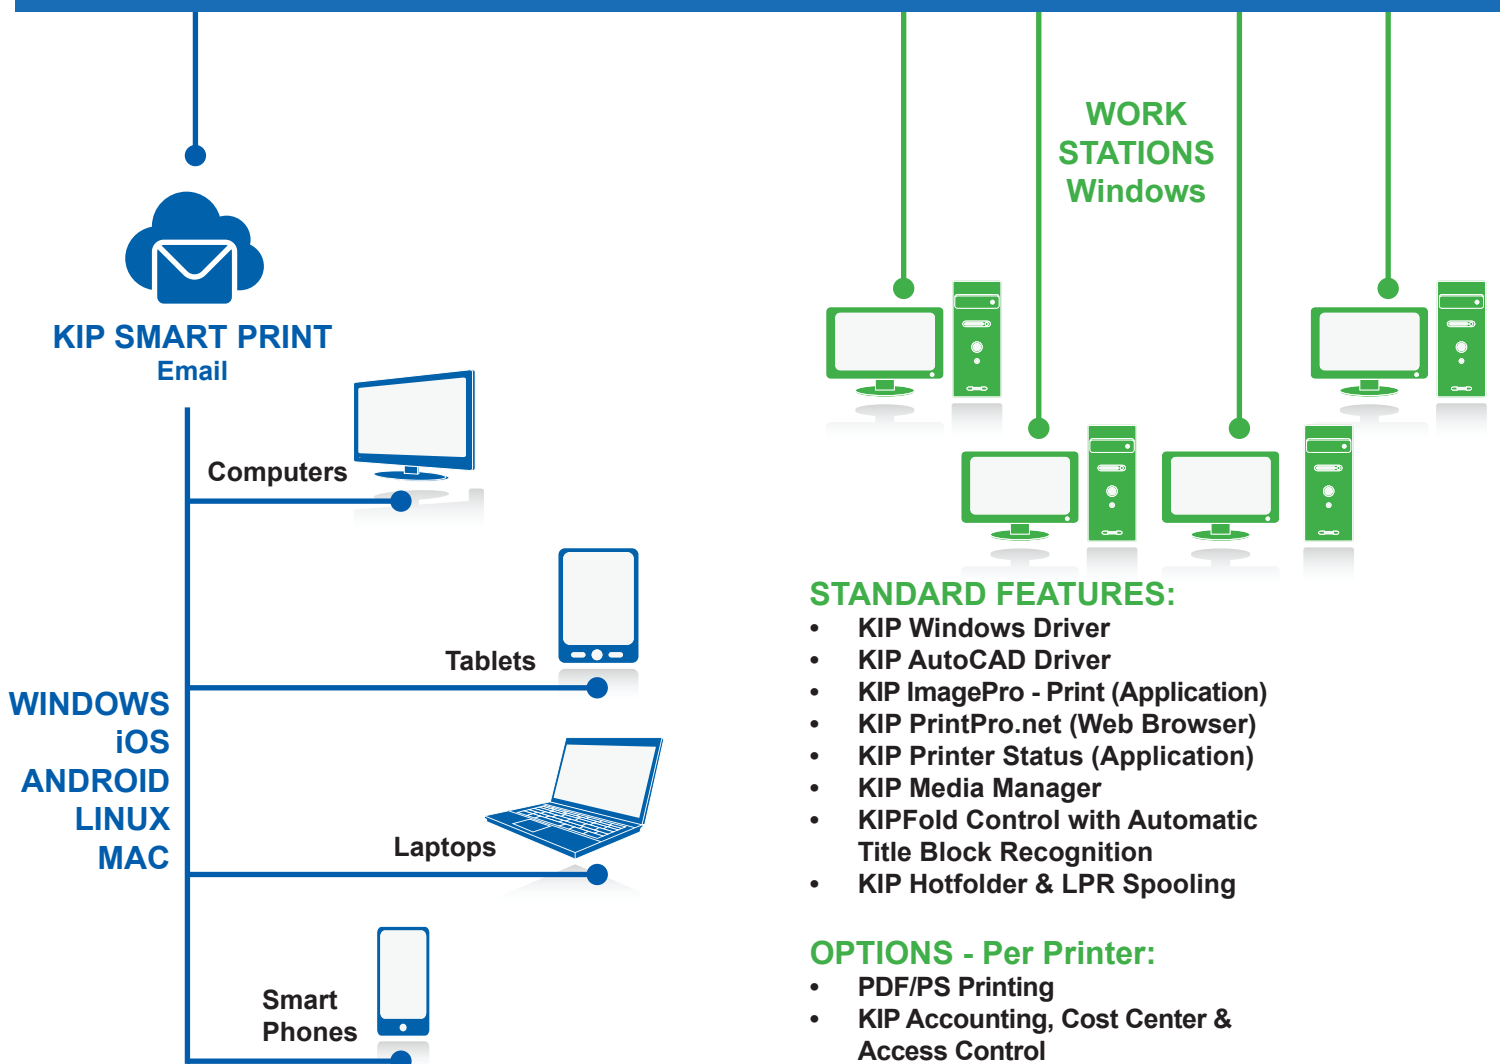 KIP SMART PRINT
Email
Computers
Tablets
WINDOWS
iOS
ANDROID
LINUX
MAC
Laptops
Smart
Phones
WORK
STATIONS
Windows
STANDARD FEATURES:
• KIP Windows Driver
• KIP AutoCAD Driver
• KIP ImagePro - Print (Application)
• KIP PrintPro.net (Web Browser)
• KIP Printer Status (Application)
• KIP Media Manager
• KIPFold Control with Automatic
Title Block Recognition
• KIP Hotfolder & LPR Spooling
OPTIONS - Per Printer:
• PDF/PS Printing
• KIP Accounting, Cost Center &
Access Control